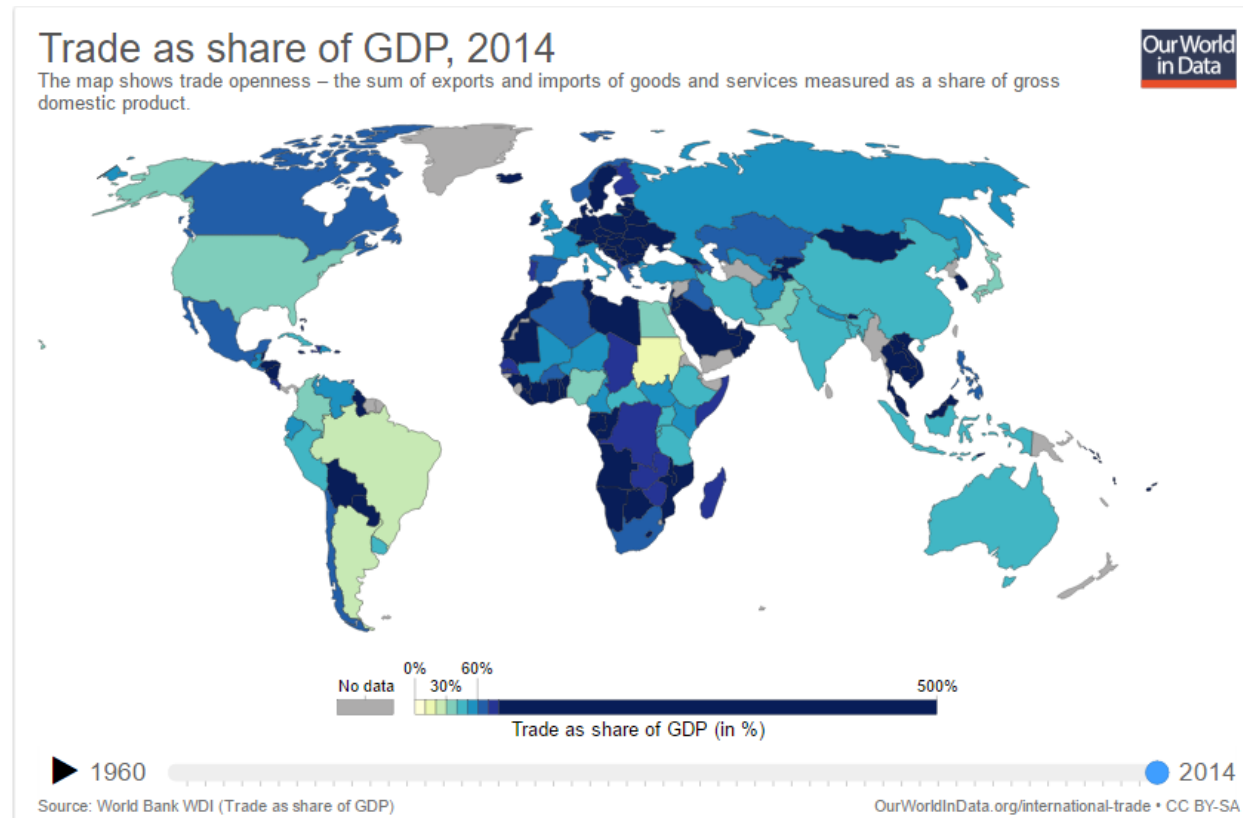 Trade as share of GDP, 2014
The map shows trade openness – the sum of exports and imports of goods and services measured as a share of gross
domestic product.
Our World
in Data
No data
0%
30%
60%
500%
Trade as share of GDP (in %)
1960
2014
Source: World Bank WDI (Trade as share of GDP)
OurWorldInData.org/international-trade • CC BY-SA